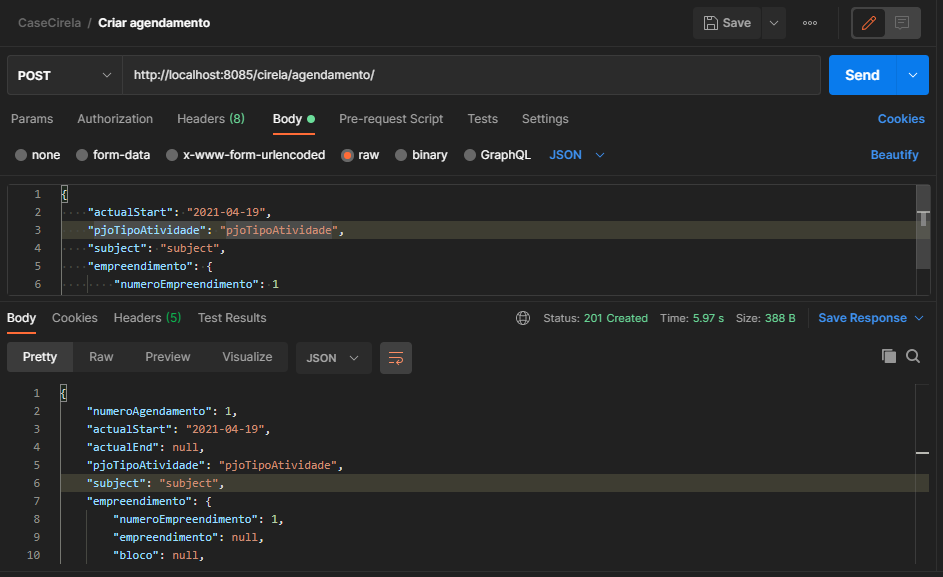 CaseCirela / Criar agendamento Save
POST http://localhost:8085/cirela/agendamento/ Send
Params Authorization Headers (8) Body Pre-request Script Tests Settings Cookies
none form-data x-www-form-urlencoded raw binary GraphQL JSON Beautify
1 {
2 "actualStart": "2021-04-19",
3 "pjoTipoAtividade": "pjoTipoAtividade",
4 "subject": "subject",
5 "empreendimento": {
6 "numeroEmpreendimento": 1
Body Cookies Headers (5) Test Results Status: 201 Created Time: 5.97 s Size: 388 B Save Response
Pretty Raw Preview Visualize JSON
1 {
2 "numeroAgendamento": 1,
3 "actualStart": "2021-04-19",
4 "actualEnd": null,
5 "pjoTipoAtividade": "pjoTipoAtividade",
6 "subject": "subject",
7 "empreendimento": {
8 "numeroEmpreendimento": 1,
9 "empreendimento": null,
10 "bloco": null,